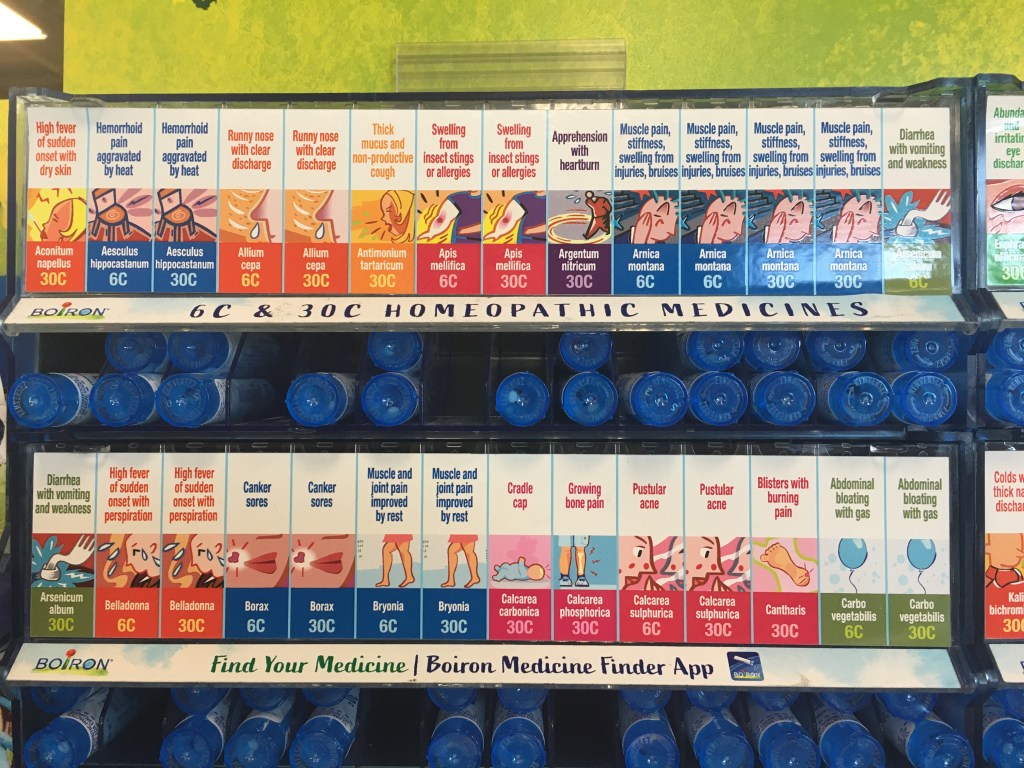 High fever
of sudden
onset with
dry skin
Aconitum
napellus
30C
Hemorrhoid
pain
aggravated
by heat
Aesculus
hippocastanum
6C
Hemorrhoid
pain
aggravated
by heat
Aesculus
hippocastanum
30C
Runny nose
with clear
discharge
Allium
cepa
6C
Runny nose
with clear
discharge
Allium
cepa
30C
Thick
mucus and
non-productive
cough
Antimonium
tartaricum
30C
Swelling
from
insect stings
or allergies
Apis
mellifica
6C
Swelling
from
insect stings
or allergies
Apis
mellifica
30C
Apprehension
with
heartburn
Argentum
nitricum
30C
Muscle pain,
stiffness,
swelling from
injuries, bruises
Arnica
montana
6C
Muscle pain,
stiffness,
swelling from
injuries, bruises
Arnica
montana
6C
Muscle pain,
stiffness,
swelling from
injuries, bruises
Arnica
montana
30C
Muscle pain,
stiffness,
swelling from
injuries, bruises
Arnica
montana
30C
Diarrhea
with vomiting
and weakness
6C
and
eye
BOIRON
6C & 30C HOMEOPATHIC MEDICINES
Diarrhea
with vomiting
and weakness
Arsenicum
album
30C
High fever
of sudden
onset with
perspiration
Belladonna
6C
High fever
of sudden
onset with
perspiration
Belladonna
30C
Canker
sores
Borax
6C
Canker
sores
Borax
30C
Muscle and
joint pain
improved
by rest
Bryonia
6C
Muscle and
joint pain
improved
by rest
Bryonia
30C
Cradle
cap
Calcarea
carbonica
30C
Growing
bone pain
Calcarea
phosphorica
30C
Pustular
acne
Calcarea
sulphurica
6C
Pustular
acne
Calcarea
sulphurica
30C
Blisters with
burning
pain
Cantharis
30C
Abdominal
bloating
with gas
Carbo
vegetabilis
6C
Abdominal
bloating
with gas
Carbo
vegetabilis
30C
Colds w
thick na
dischar
Kali
bichrom
30
BOIRON
Find Your Medicine | Boiron Medicine Finder App